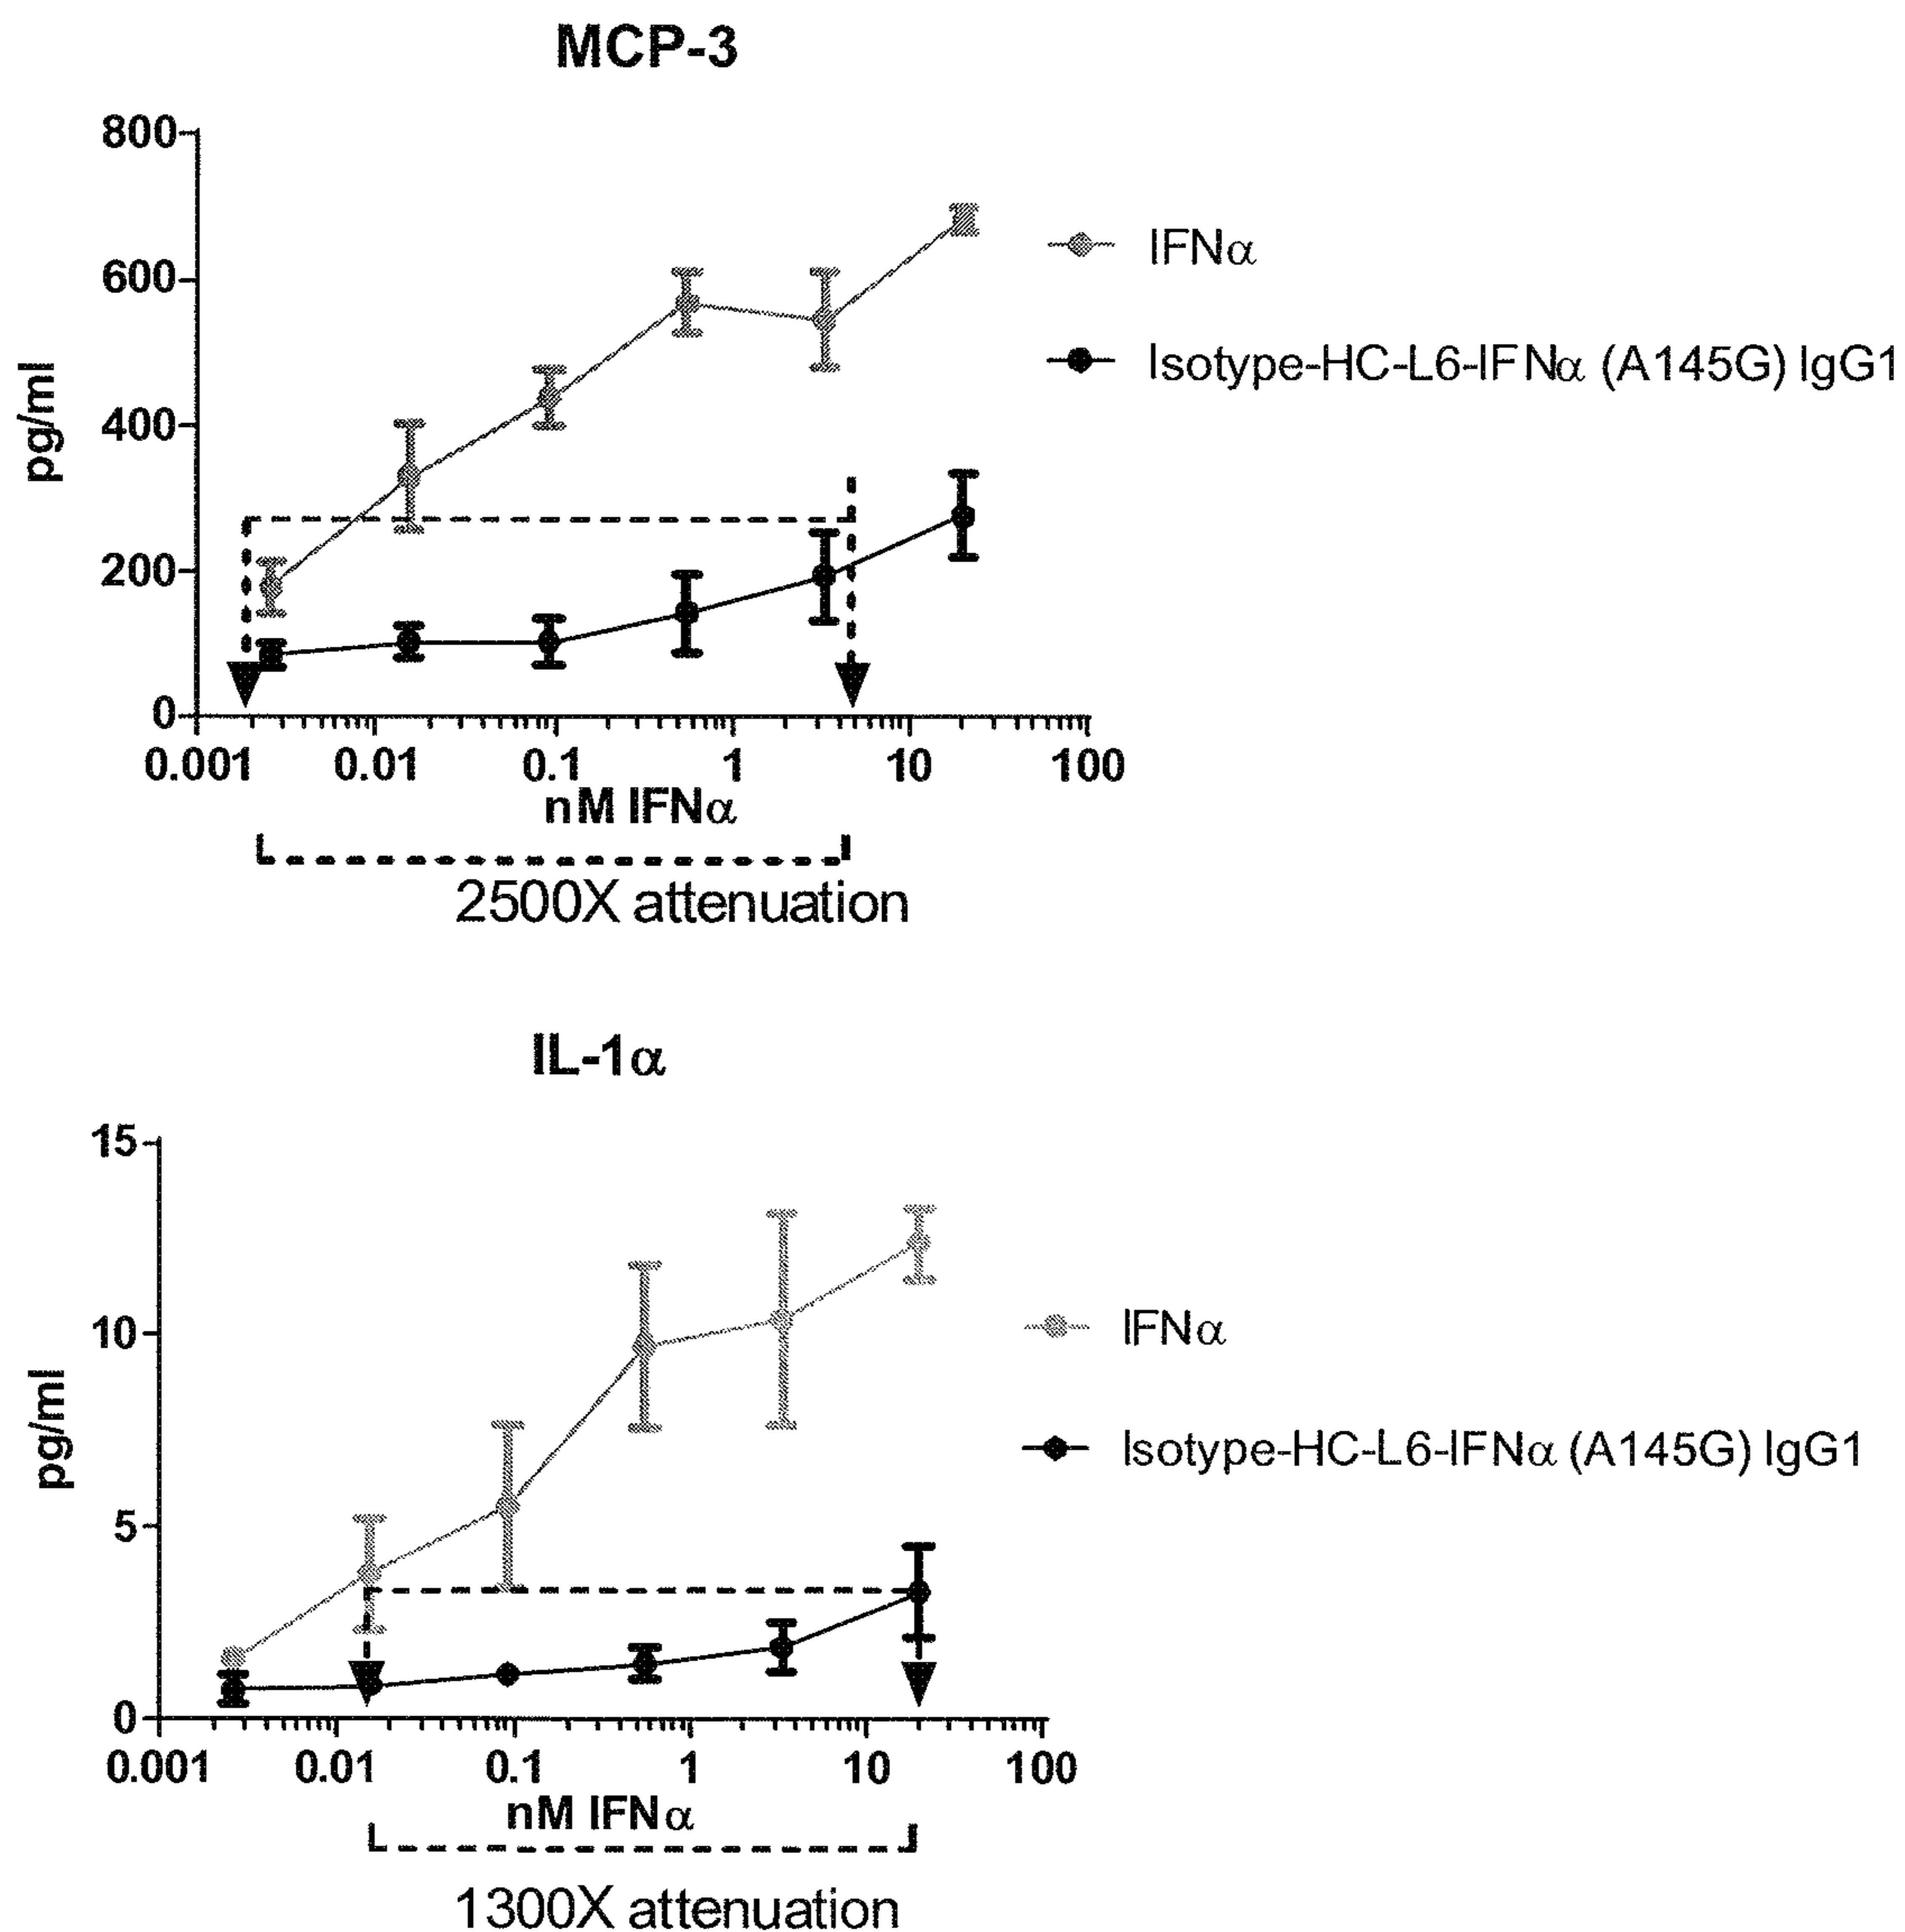 MCP-3
800
600
400
200
0
pg/ml
0.001 0.01 0.1 1 10 100
nM IFNα
2500X attenuation
IFNα
Isotype-HC-L6-IFNα (A145G) IgG1
IL-1α
15
10
5
0
pg/ml
0.001 0.01 0.1 1 10 100
nM IFNα
1300X attenuation
IFNα
Isotype-HC-L6-IFNα (A145G) IgG1